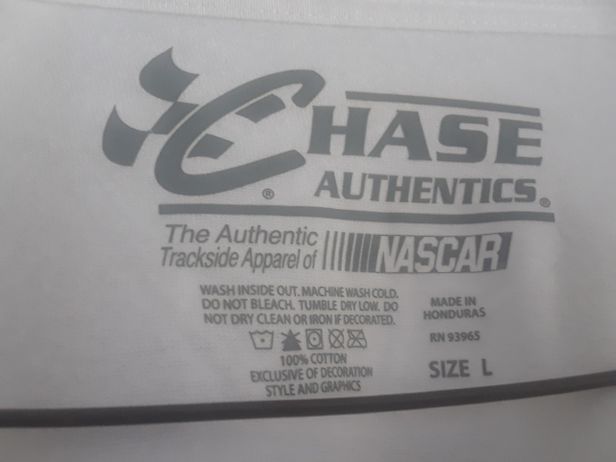 CHASE
AUTHENTICS®
®
The Authentic
Trackside Apparel of NASCAR
WASH INSIDE OUT. MACHINE WASH COLD.
DO NOT BLEACH. TUMBLE DRY LOW. DO
NOT DRY CLEAN OR IRON IF DECORATED.
100% COTTON
EXCLUSIVE OF DECORATION
STYLE AND GRAPHICS
MADE IN
HONDURAS
RN 93965
SIZE L